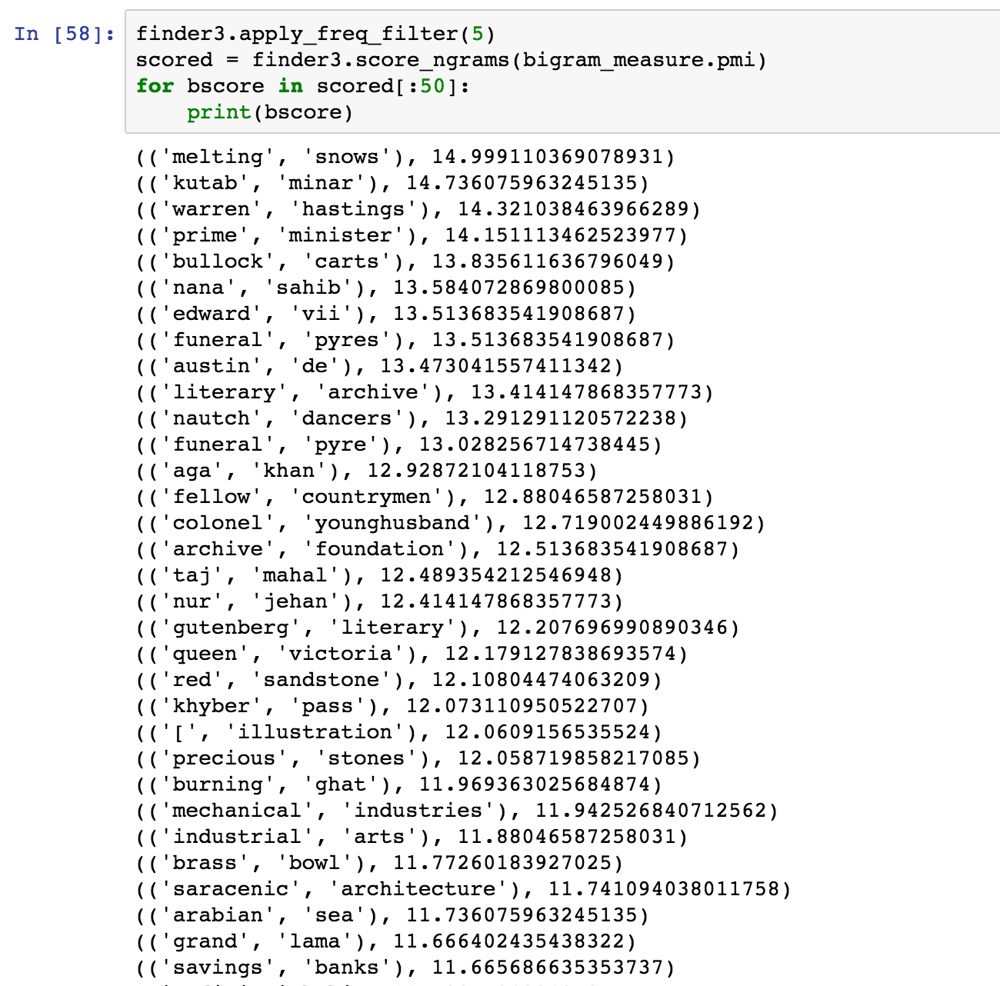 In [58]: finder3.apply_freq_filter(5)
scored = finder3.score_ngrams(bigram_measure.pmi)
for bscore in scored[:50]:
    print(bscore)
(('melting', 'snows'), 14.999110369078931)
(('kutab', 'minar'), 14.736075963245135)
(('warren', 'hastings'), 14.321038463966289)
(('prime', 'minister'), 14.151113462523977)
(('bullock', 'carts'), 13.835611636796049)
(('nana', 'sahib'), 13.584072869800085)
(('edward', 'vii'), 13.513683541908687)
(('funeral', 'pyres'), 13.513683541908687)
(('austin', 'de'), 13.473041557411342)
(('literary', 'archive'), 13.414147868357773)
(('nautch', 'dancers'), 13.291291120572238)
(('funeral', 'pyre'), 13.028256714738445)
(('aga', 'khan'), 12.92872104118753)
(('fellow', 'countrymen'), 12.88046587258031)
(('colonel', 'younghusband'), 12.719002449886192)
(('archive', 'foundation'), 12.513683541908687)
(('taj', 'mahal'), 12.489354212546948)
(('nur', 'jehan'), 12.414147868357773)
(('gutenberg', 'literary'), 12.207696990890346)
(('queen', 'victoria'), 12.179127838693574)
(('red', 'sandstone'), 12.10804474063209)
(('khyber', 'pass'), 12.073110950522707)
(('[', 'illustration'), 12.0609156535524)
(('precious', 'stones'), 12.058719858217085)
(('burning', 'ghat'), 11.969363025684874)
(('mechanical', 'industries'), 11.942526840712562)
(('industrial', 'arts'), 11.88046587258031)
(('brass', 'bowl'), 11.77260183927025)
(('saracenic', 'architecture'), 11.741094038011758)
(('arabian', 'sea'), 11.736075963245135)
(('grand', 'lama'), 11.666402435438322)
(('savings', 'banks'), 11.665686635353737)